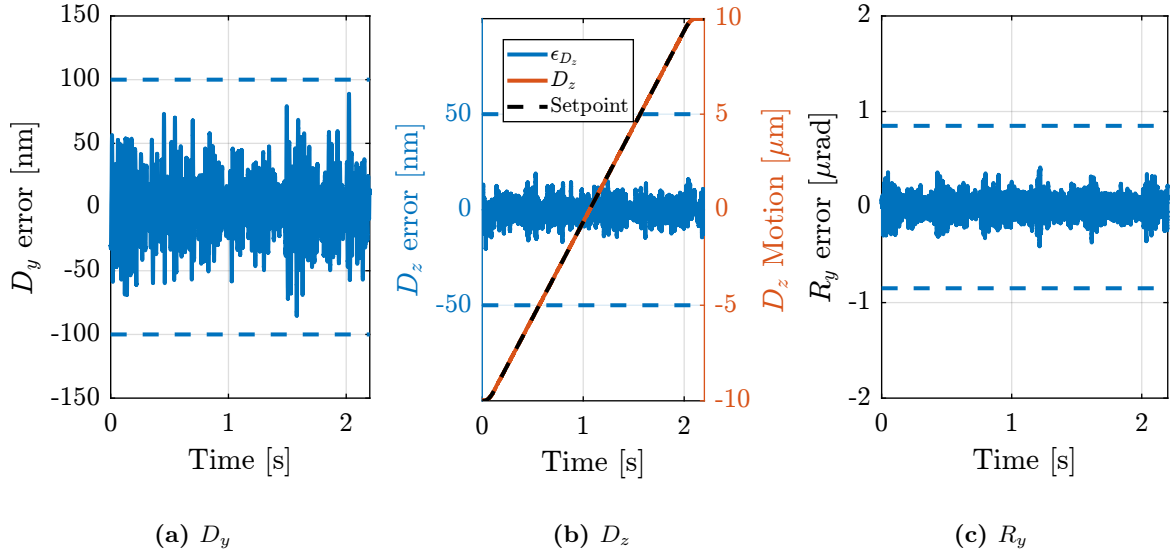 150
100
50
0
-50
-100
-150
D_y error [nm]
0 1 2
Time [s]
(a) D_y
ϵ_{D_z}
D_z
Setpoint
50
0
-50
D_z error [nm]
10
5
0
-5
-10
D_z Motion [µm]
0 1 2
Time [s]
(b) D_z
2
1
0
-1
-2
R_y error [µrad]
0 1 2
Time [s]
(c) R_y